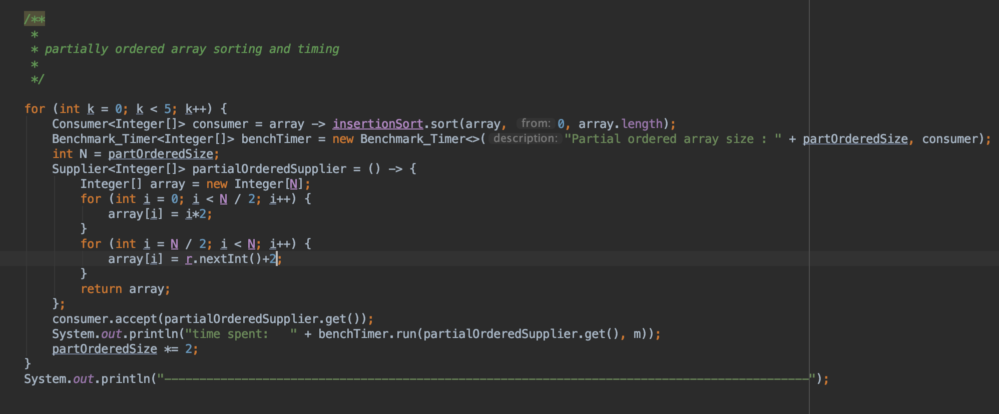 /**
 *
 * partially ordered array sorting and timing
 *
 */
for (int k = 0; k < 5; k++) {
    Consumer<Integer[]> consumer = array -> insertionSort.sort(array, from: 0, array.length);
    Benchmark_Timer<Integer[]> benchTimer = new Benchmark_Timer<>( description: "Partial ordered array size : " + partOrderedSize, consumer);
    int N = partOrderedSize;
    Supplier<Integer[]> partialOrderedSupplier = () -> {
        Integer[] array = new Integer[N];
        for (int i = 0; i < N / 2; i++) {
            array[i] = i*2;
        }
        for (int i = N / 2; i < N; i++) {
            array[i] = r.nextInt()+2;
        }
        return array;
    };
    consumer.accept(partialOrderedSupplier.get());
    System.out.println("time spent:   " + benchTimer.run(partialOrderedSupplier.get(), m));
    partOrderedSize *= 2;
}
System.out.println("--------------------------------------------------------------------------------------------");